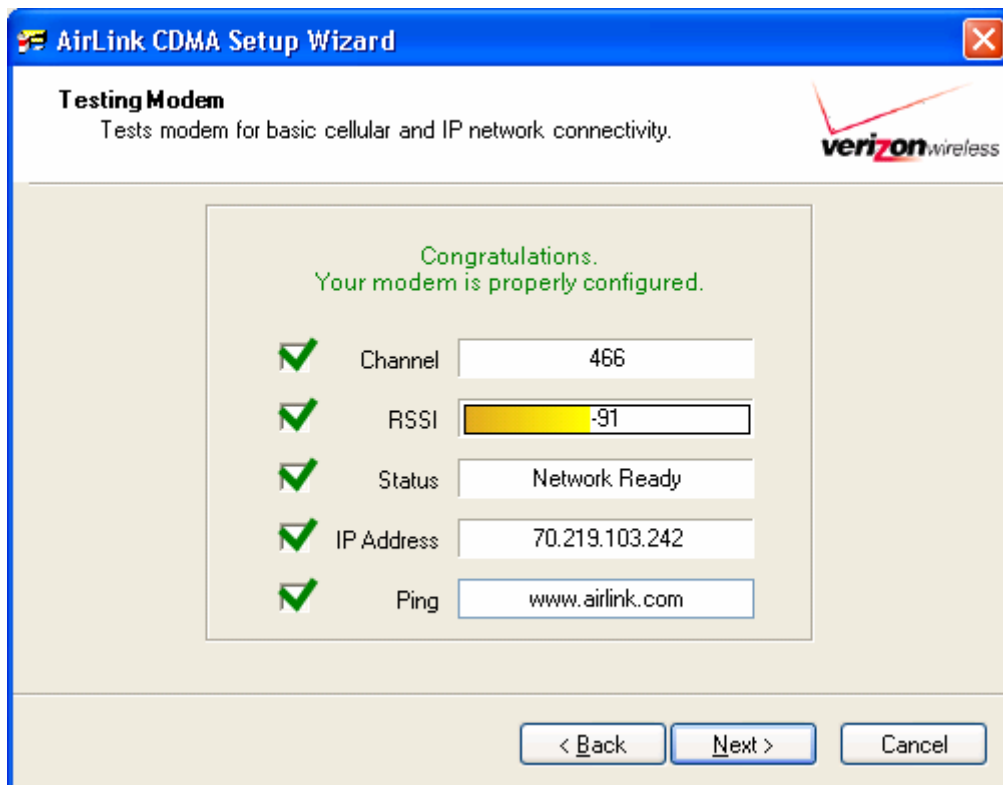 AirLink CDMA Setup Wizard
Testing Modem
Tests modem for basic cellular and IP network connectivity.
verizonwireless
Congratulations.
Your modem is properly configured.
Channel 466
RSSI -91
Status Network Ready
IP Address 70.219.103.242
Ping www.airlink.com
< Back Next > Cancel